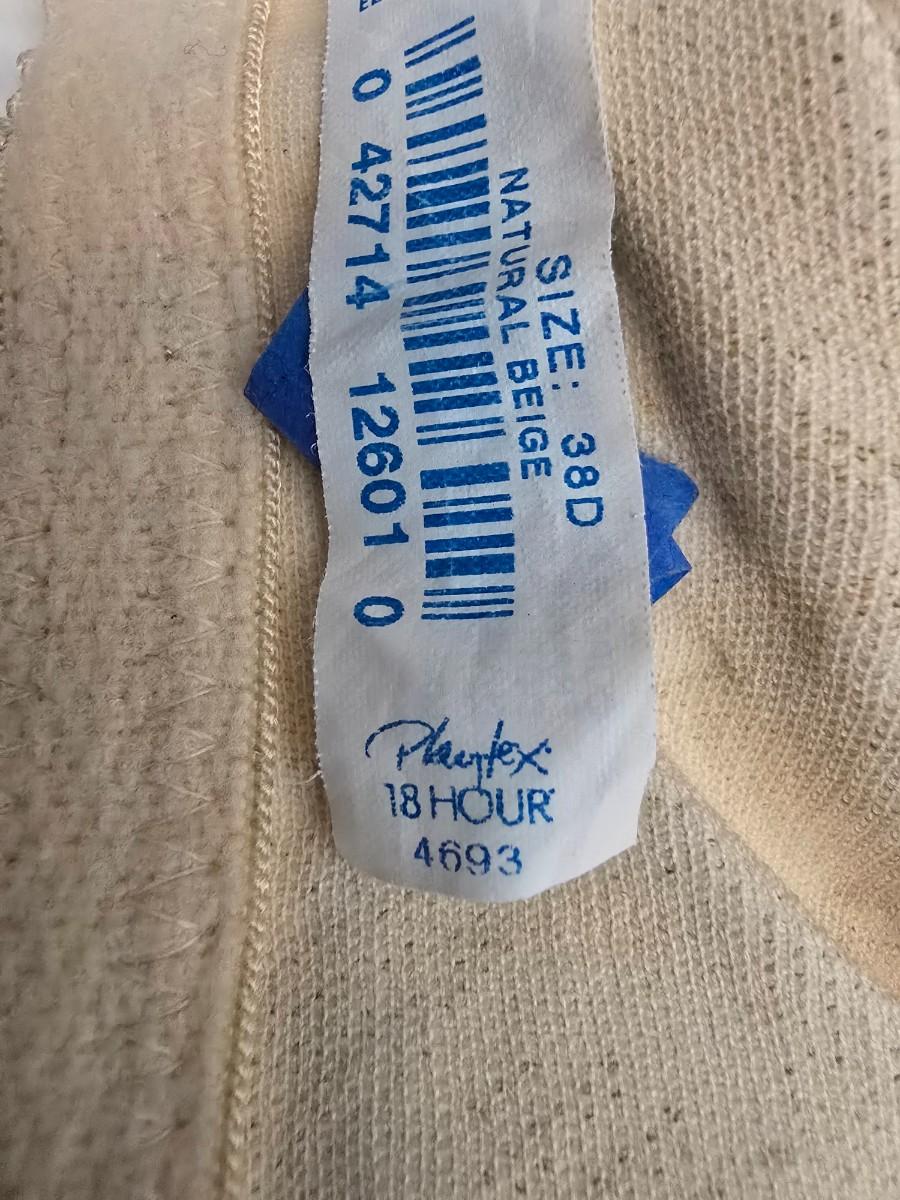 SIZE: 38D
NATURAL BEIGE
0 42714 12601 0
Playtex
18 HOUR
4693